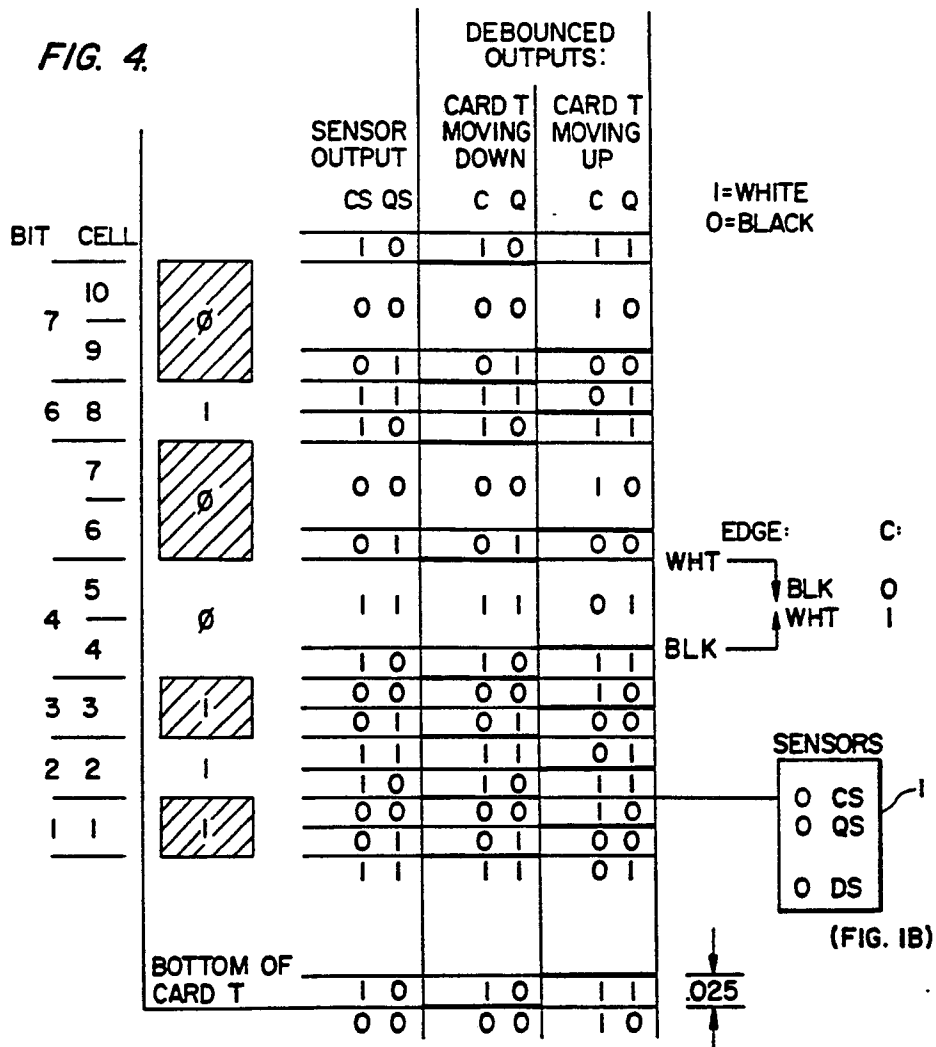 FIG. 4.
DEBOUNCED
OUTPUTS:
SENSOR
OUTPUT
CARD T
MOVING
DOWN
CARD T
MOVING
UP
CS QS
C Q
C Q
1=WHITE
0=BLACK
BIT CELL
1 0 1 0 1 1
10
7
Ø
0 0 0 0 1 0
9
0 1 0 1 0 0
6 8 1
1 1 1 1 0 1
1 0 1 0 1 1
7
Ø
0 0 0 0 1 0
6
0 1 0 1 0 0
EDGE: C:
WHT
BLK 0
WHT 1
BLK
5
4
Ø
1 1 1 1 0 1
4
1 0 1 0 1 1
3 3 1
0 0 0 0 1 0
0 1 0 1 0 0
2 2 1
1 1 1 1 0 1
1 0 1 0 1 1
1 1 1
0 0 0 0 1 0
0 1 0 1 0 0
1 1 1 1 0 1
SENSORS
0 CS
0 QS
0 DS
1
(FIG. 1B)
BOTTOM OF
CARD T
1 0 1 0 1 1
0 0 0 0 1 0
.025